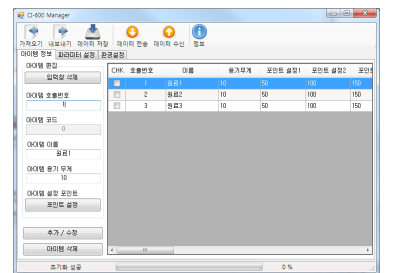 CI-600 Manager
가져오기 내보내기 데이터 저장 데이터 전송 데이터 수신 정보
아이템 정보 파라미터 설정 환경설정
아이템 편집
입력창 삭제
아이템 호출번호
1
아이템 코드
0
아이템 이름
원료1
아이템 용기 무게
10
아이템 설정 포인트
포인트 설정
추가 / 수정
아이템 삭제
CHK 호출번호 이름 용기무게 포인트 설정1 포인트 설정2 포인트
1 원료1 10 50 100 150
2 원료2 10 50 100 150
3 원료3 10 50 100 150
초기화 성공 0 %